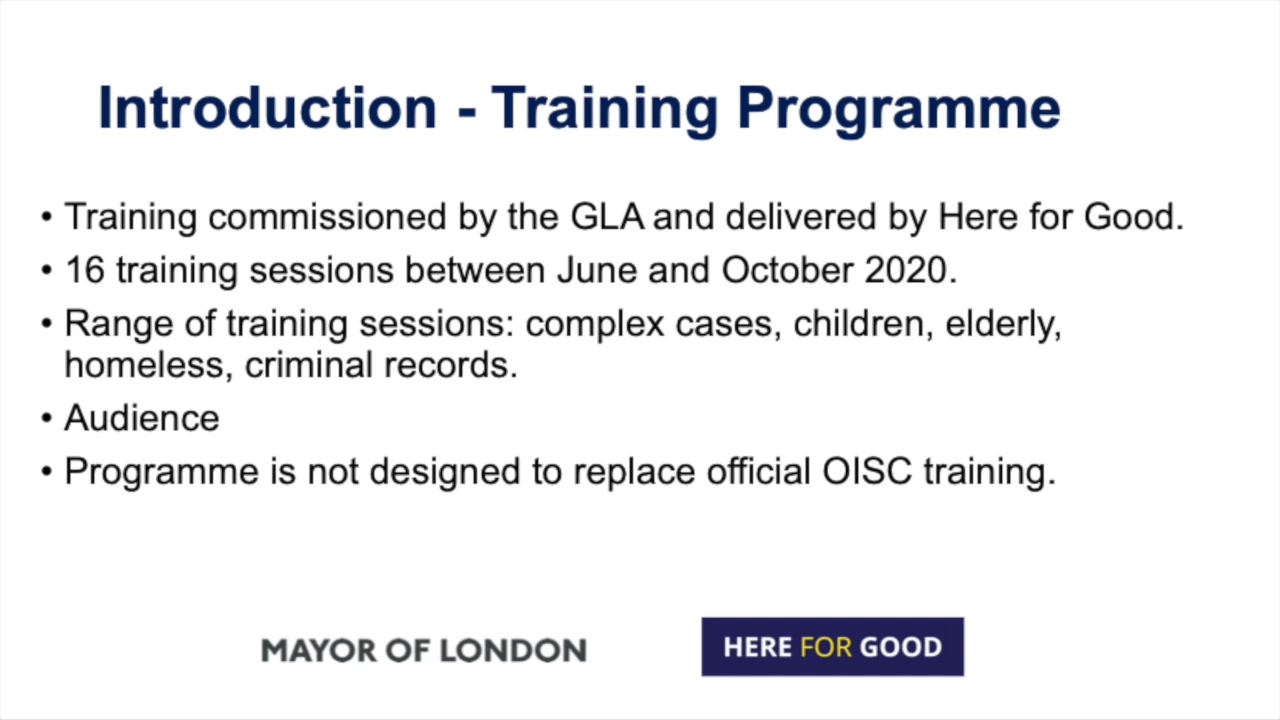 Introduction - Training Programme
• Training commissioned by the GLA and delivered by Here for Good.
• 16 training sessions between June and October 2020.
• Range of training sessions: complex cases, children, elderly,
homeless, criminal records.
• Audience
• Programme is not designed to replace official OISC training.
MAYOR OF LONDON
HERE FOR GOOD